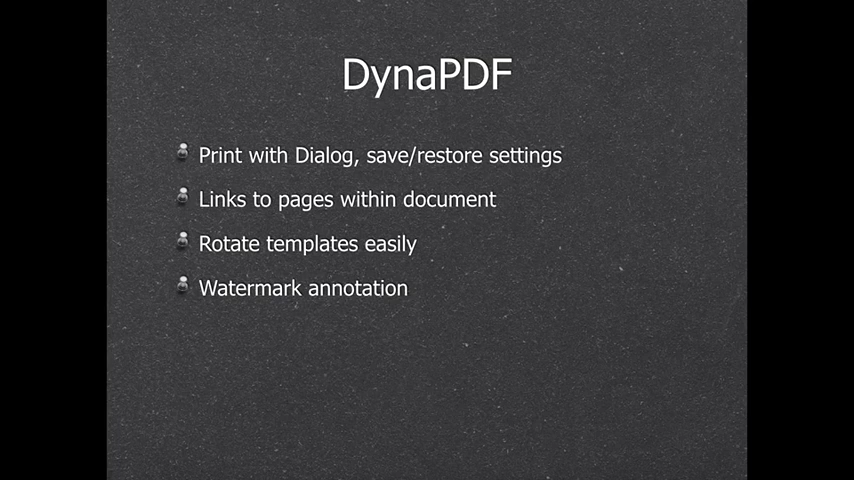 DynaPDF
Print with Dialog, save/restore settings
Links to pages within document
Rotate templates easily
Watermark annotation